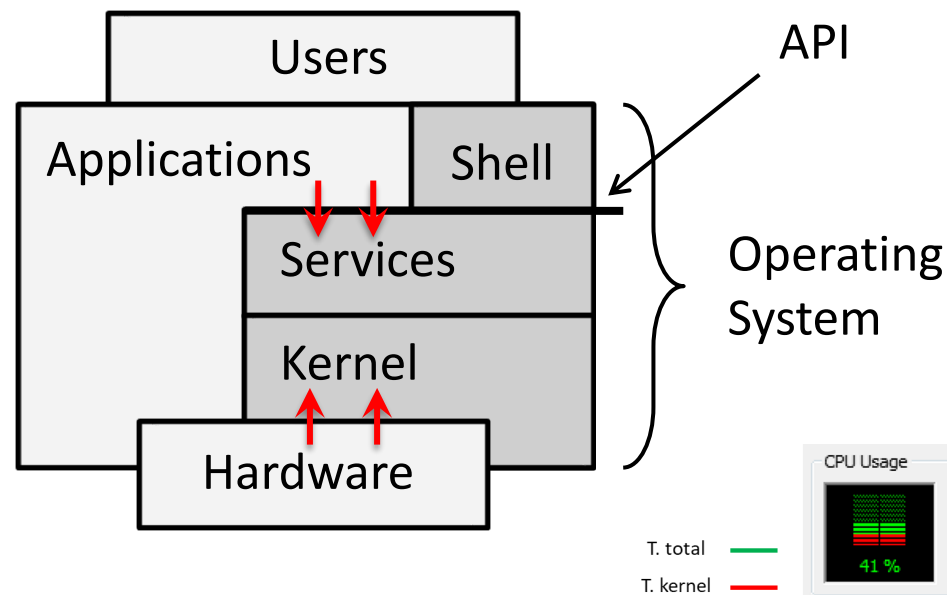 Users
API
Applications
Shell
Services
Operating
System
Kernel
Hardware
CPU Usage
41 %
T. total
T. kernel